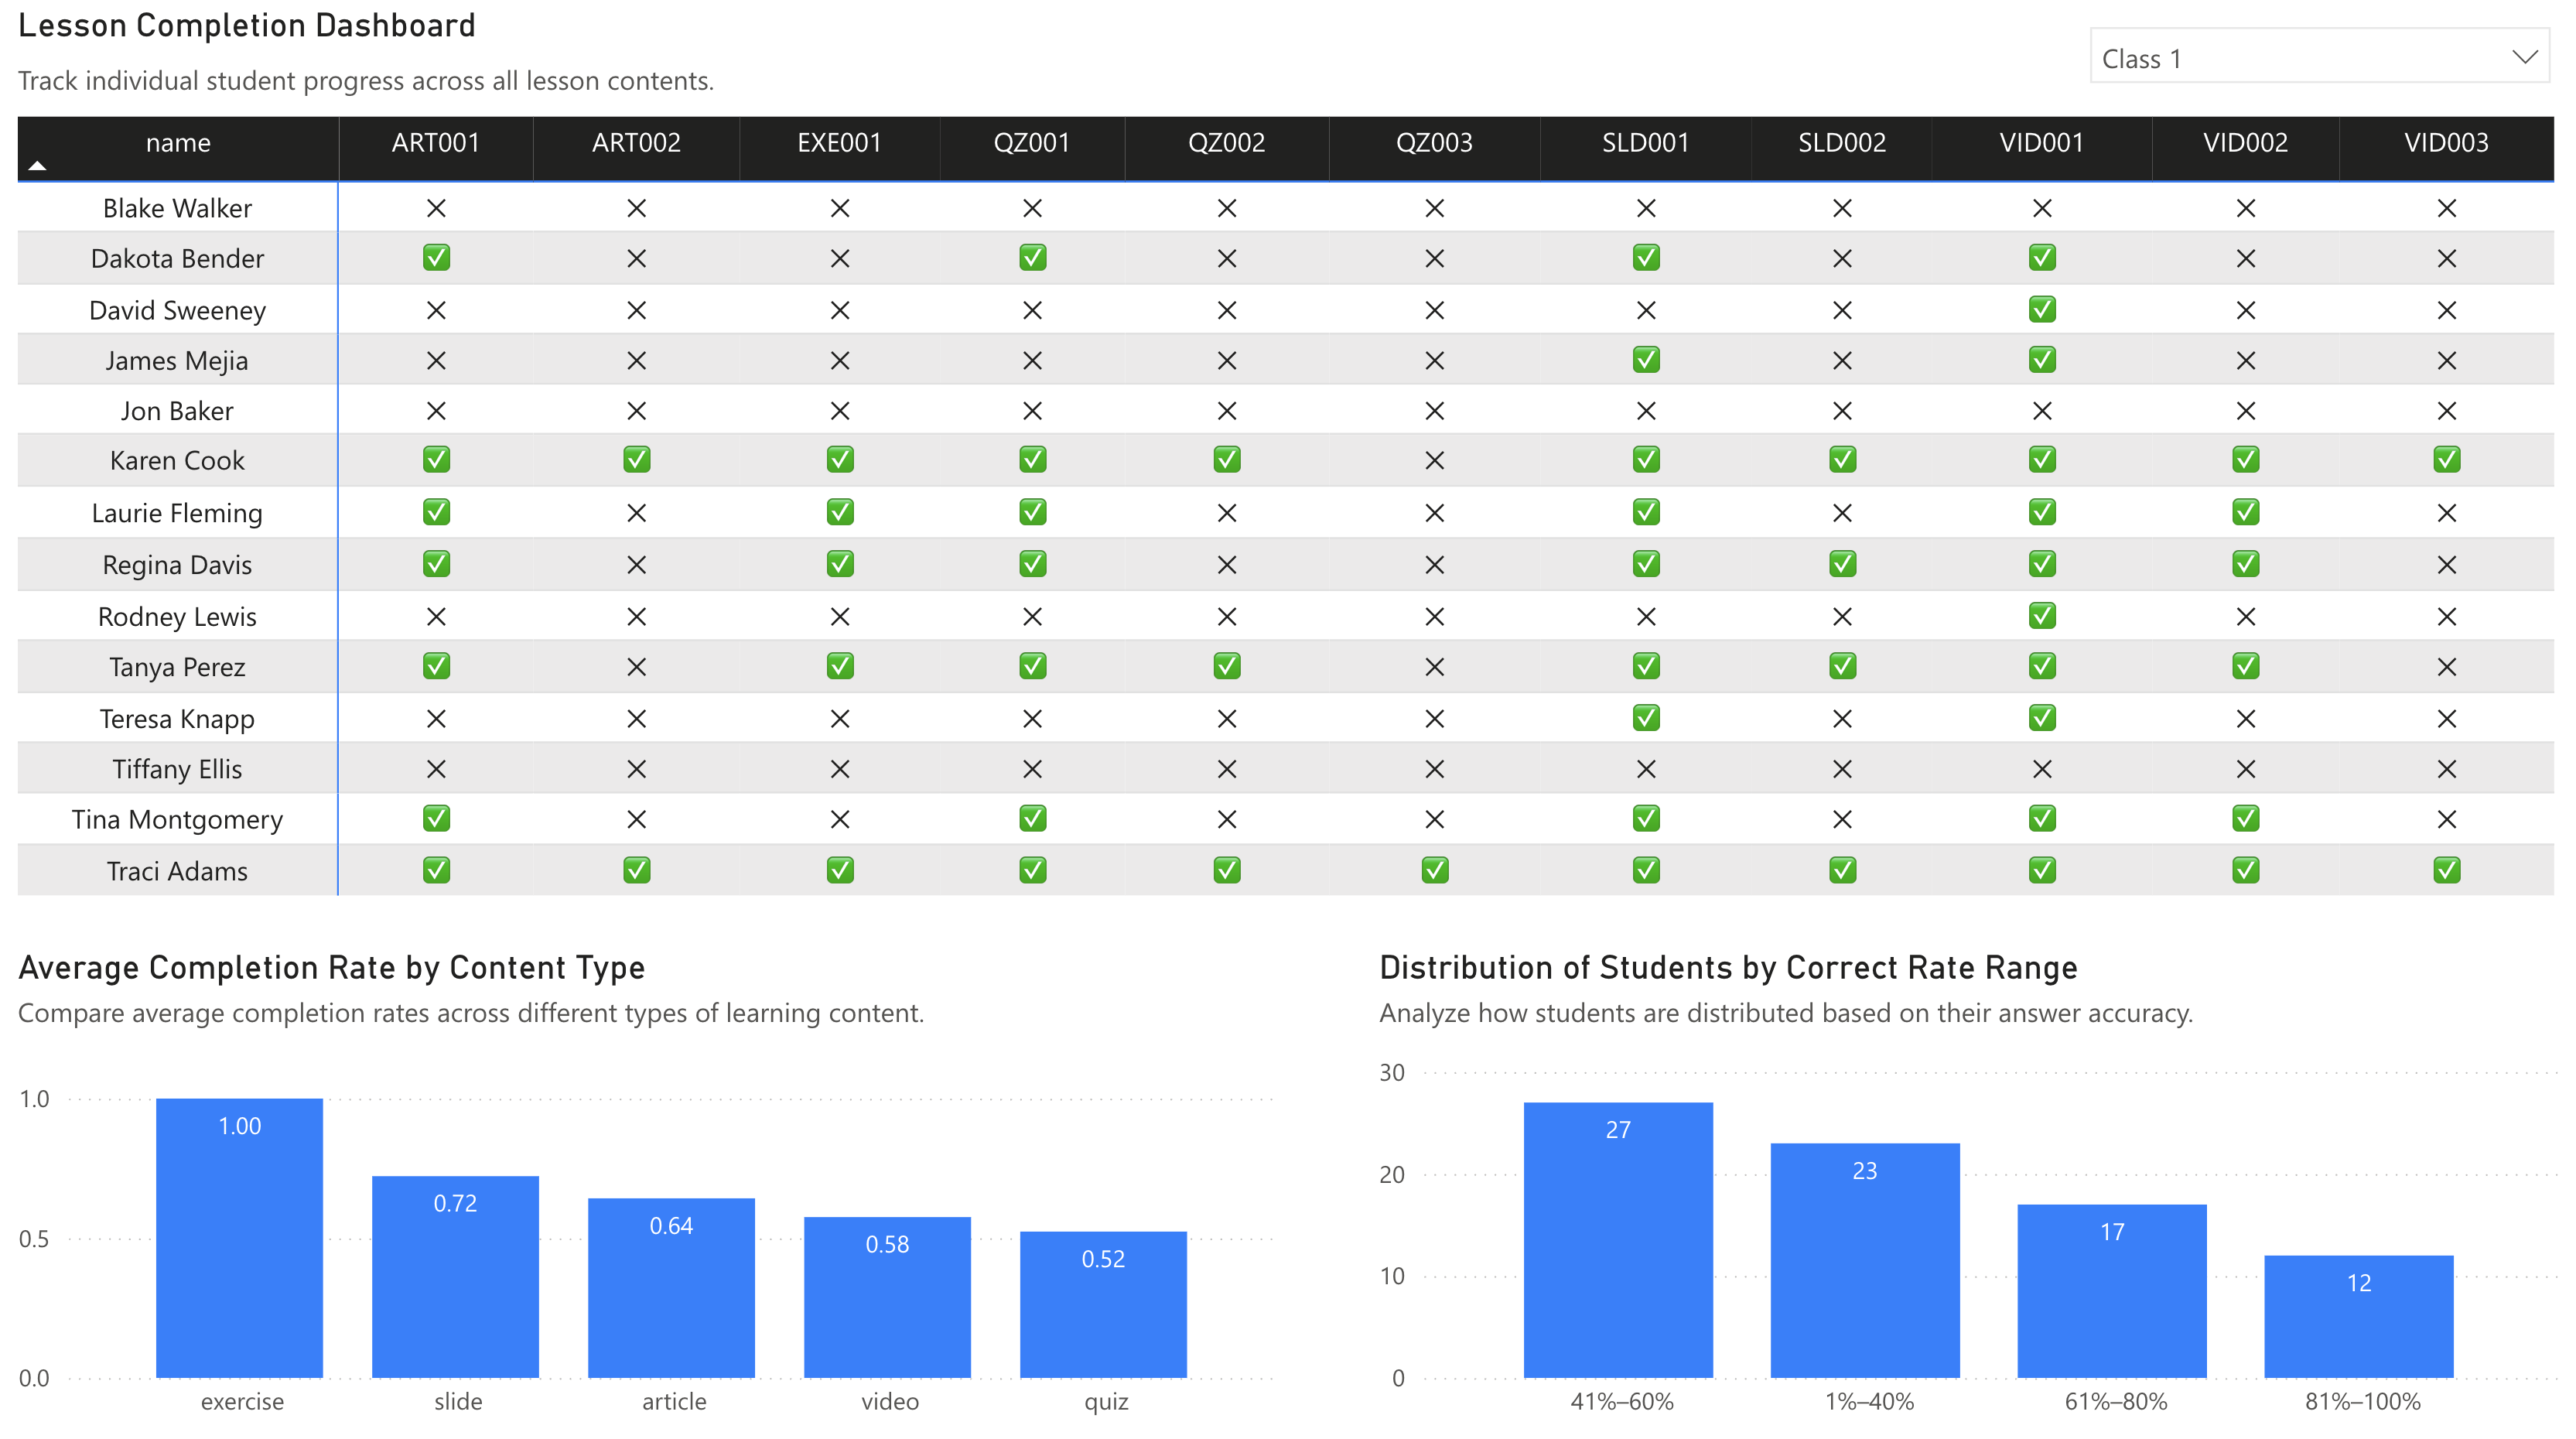 Lesson Completion Dashboard
Track individual student progress across all lesson contents.
Class 1
name ART001 ART002 EXE001 QZ001 QZ002 QZ003 SLD001 SLD002 VID001 VID002 VID003
Blake Walker
Dakota Bender
David Sweeney
James Mejia
Jon Baker
Karen Cook
Laurie Fleming
Regina Davis
Rodney Lewis
Tanya Perez
Teresa Knapp
Tiffany Ellis
Tina Montgomery
Traci Adams
Average Completion Rate by Content Type
Compare average completion rates across different types of learning content.
1.0
0.5
0.0
1.00
0.72
0.64
0.58
0.52
exercise slide article video quiz
Distribution of Students by Correct Rate Range
Analyze how students are distributed based on their answer accuracy.
30
20
10
0
27
23
17
12
41%–60% 1%–40% 61%–80% 81%–100%